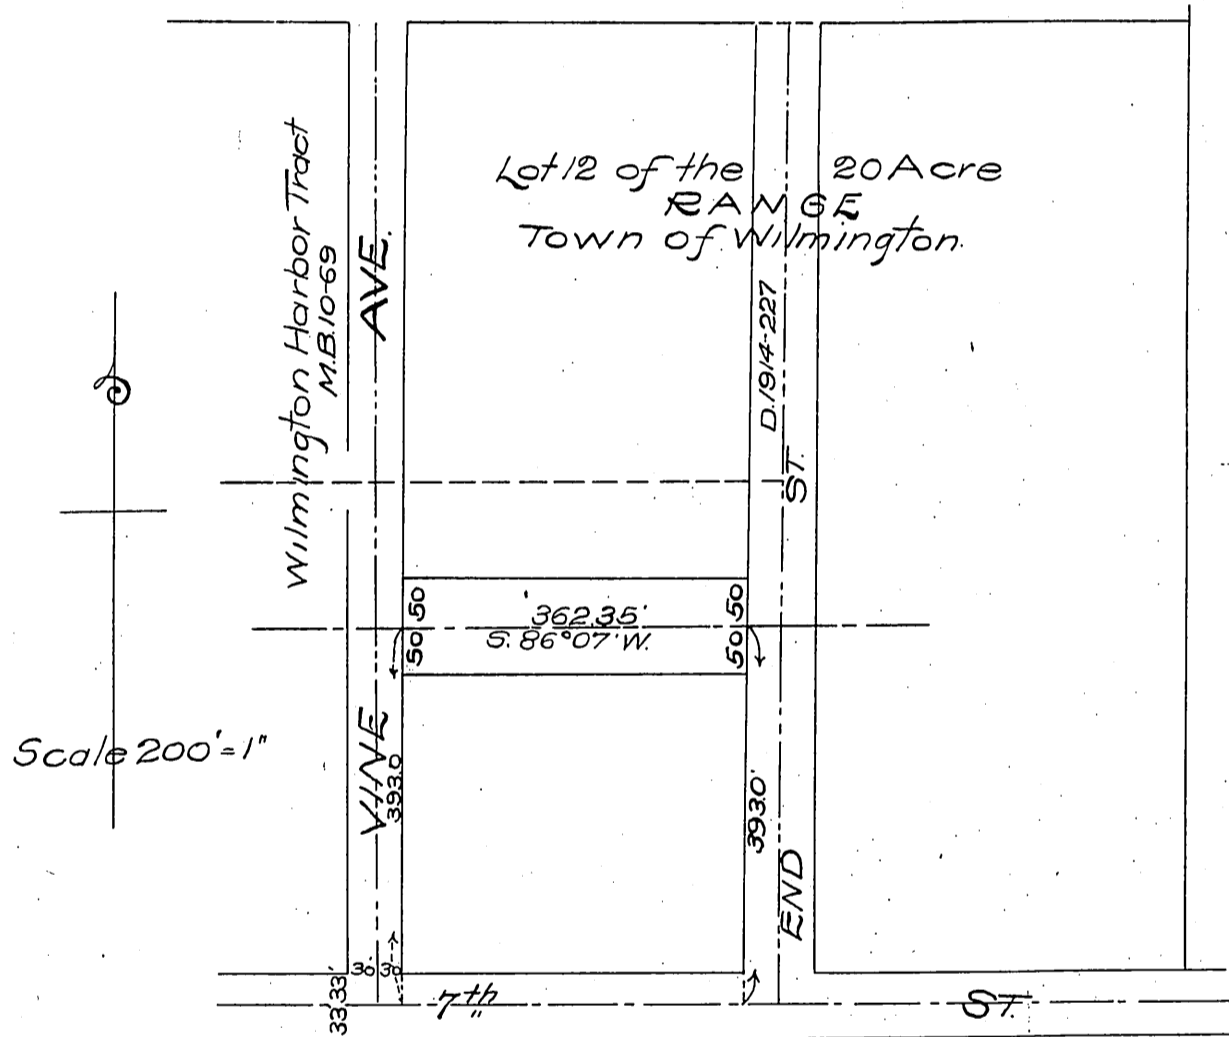 Lot 12 of the 20 Acre
RANGE
Town of Wilmington.
Wilmington Harbor Tract
M.B.10-69
VINE AVE.
D.1914-227
END ST.
50 50
362.35'
S. 86°07' W.
50 50
Scale 200'=1"
393.0
393.0'
30' 30'
33' 33'
7th ST.